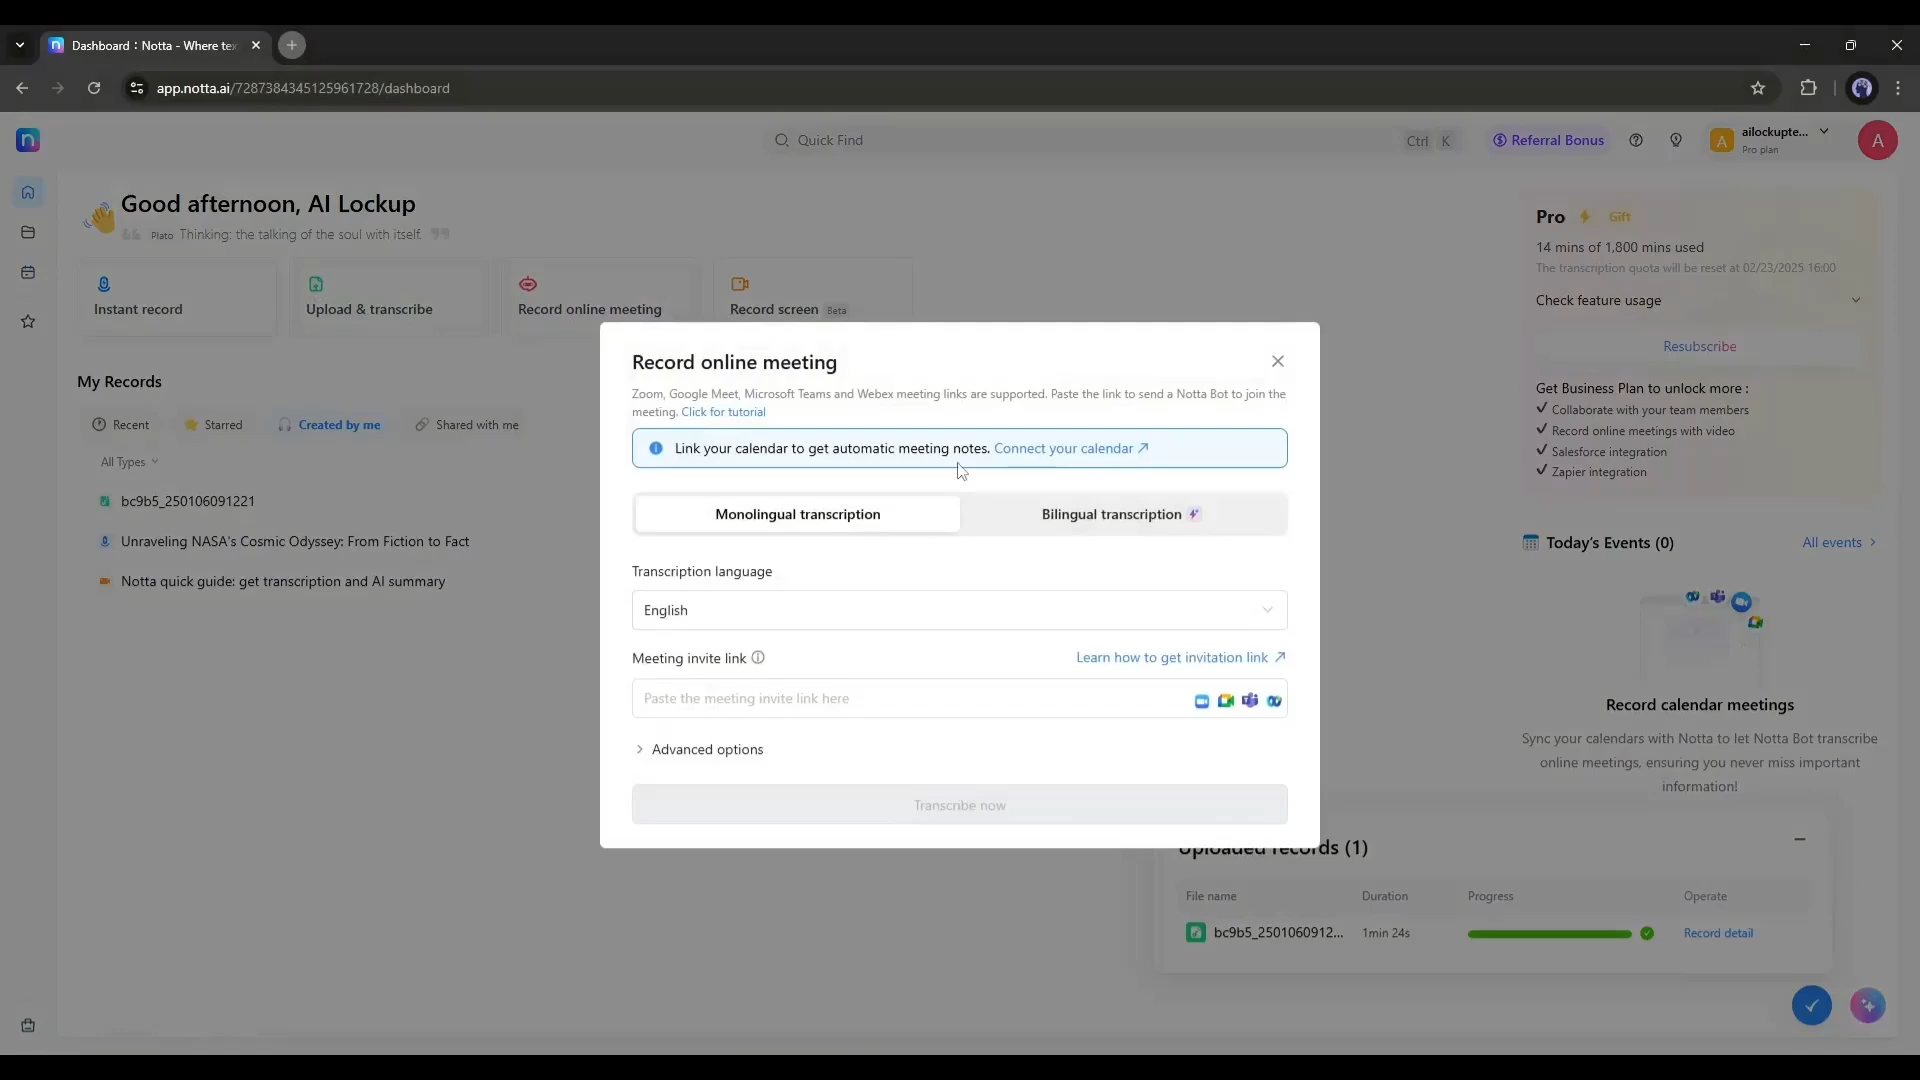 Dashboard : Notta - Where tex
app.notta.ai/7287384345125961728/dashboard
Quick Find
Ctrl K
Referral Bonus
A
ailockupte...
Pro plan
A
Good afternoon, AI Lockup
Plato Thinking: the talking of the soul with itself.
Instant record
Upload & transcribe
Record online meeting
Record screen Beta
My Records
Recent
Starred
Created by me
Shared with me
All Types
bc9b5_250106091221
Unraveling NASA's Cosmic Odyssey: From Fiction to Fact
Notta quick guide: get transcription and AI summary
Record online meeting
Zoom, Google Meet, Microsoft Teams and Webex meeting links are supported. Paste the link to send a Notta Bot to join the
meeting. Click for tutorial
Link your calendar to get automatic meeting notes. Connect your calendar
Monolingual transcription
Bilingual transcription
Transcription language
English
Meeting invite link
Learn how to get invitation link
Paste the meeting invite link here
Advanced options
Transcribe now
Pro Gift
14 mins of 1,800 mins used
The transcription quota will be reset at 02/23/2025 16:00
Check feature usage
Resubscribe
Get Business Plan to unlock more :
Collaborate with your team members
Record online meetings with video
Salesforce integration
Zapier integration
Today's Events (0)
All events
Record calendar meetings
Sync your calendars with Notta to let Notta Bot transcribe
online meetings, ensuring you never miss important
information!
Uploaded records (1)
File name
Duration
Progress
Operate
bc9b5_2501060912...
1min 24s
Record detail